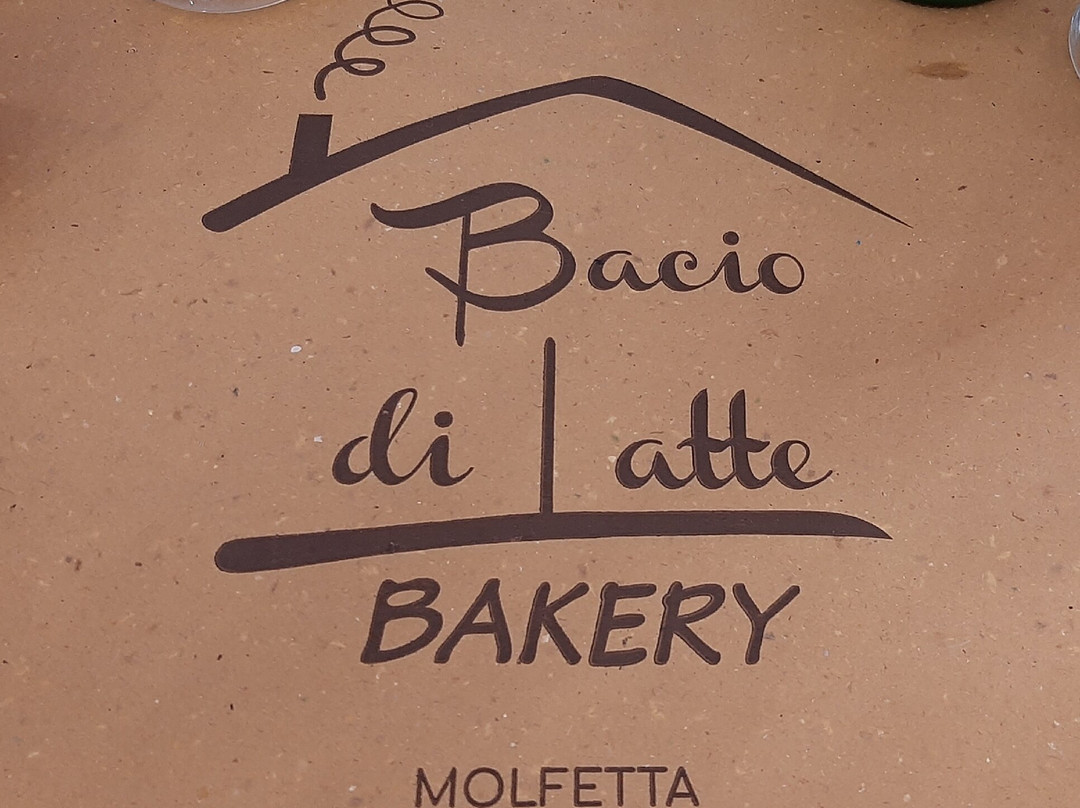 Bacio
di Latte
BAKERY
MOLFETTA